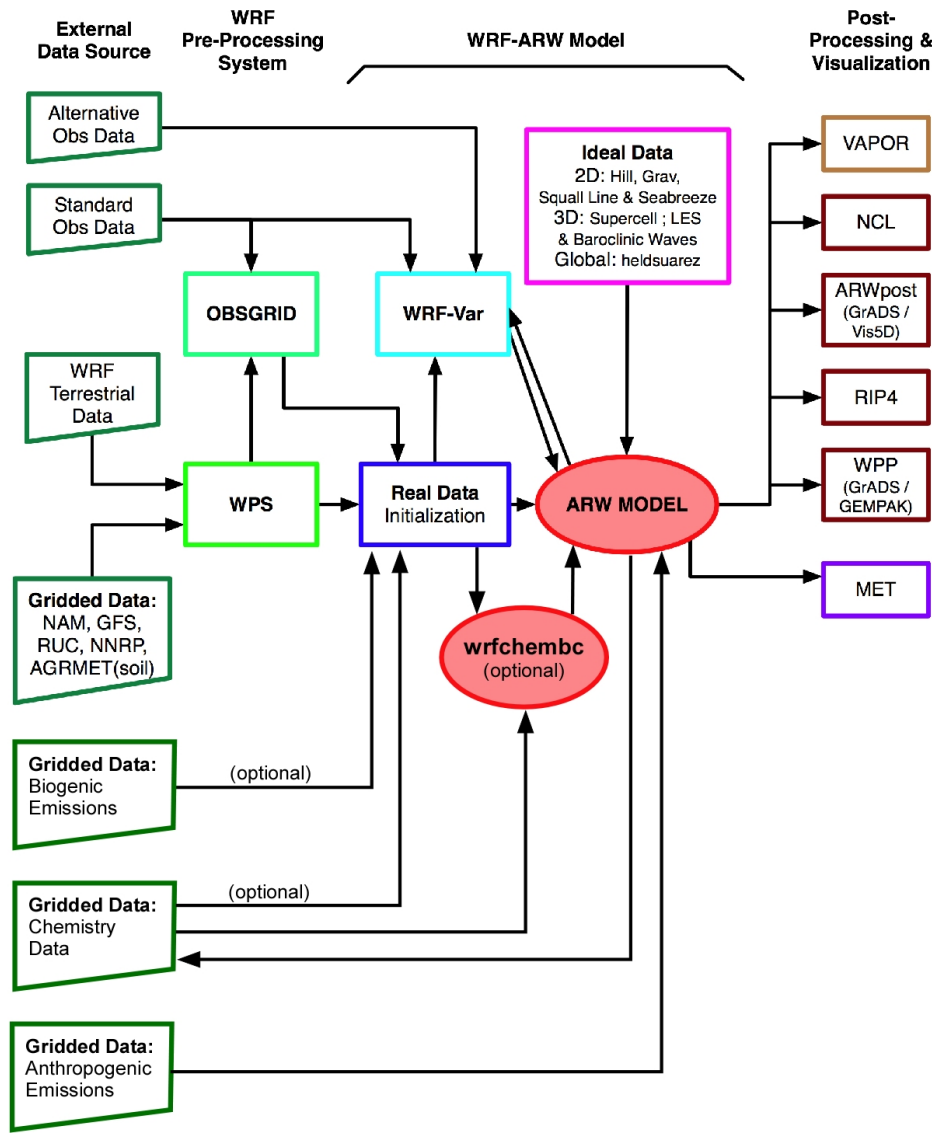 External
Data Source
WRF
Pre-Processing
System
WRF-ARW Model
Post-
Processing &
Visualization
Alternative
Obs Data
Standard
Obs Data
OBSGRID
WRF-Var
Ideal Data
2D: Hill, Grav,
Squall Line & Seabreeze
3D: Supercell ; LES
& Baroclinic Waves
Global: heldsuarez
VAPOR
NCL
ARWpost
(GrADS /
Vis5D)
RIP4
WPP
(GrADS /
GEMPAK)
MET
WRF
Terrestrial
Data
WPS
Real Data
Initialization
ARW MODEL
Gridded Data:
NAM, GFS,
RUC, NNRP,
AGRMET(soil)
wrfchembc
(optional)
Gridded Data:
Biogenic
Emissions
(optional)
Gridded Data:
Chemistry
Data
(optional)
Gridded Data:
Anthropogenic
Emissions